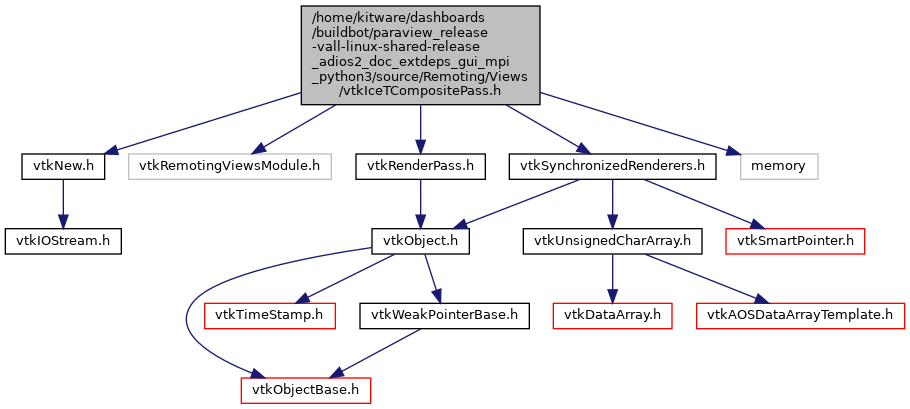 /home/kitware/dashboards
/buildbot/paraview_release
-vall-linux-shared-release
_adios2_doc_extdeps_gui_mpi
_python3/source/Remoting/Views
/vtkIceTCompositePass.h
vtkNew.h
vtkRemotingViewsModule.h
vtkRenderPass.h
vtkSynchronizedRenderers.h
memory
vtkIOStream.h
vtkObject.h
vtkUnsignedCharArray.h
vtkSmartPointer.h
vtkTimeStamp.h
vtkWeakPointerBase.h
vtkDataArray.h
vtkAOSDataArrayTemplate.h
vtkObjectBase.h